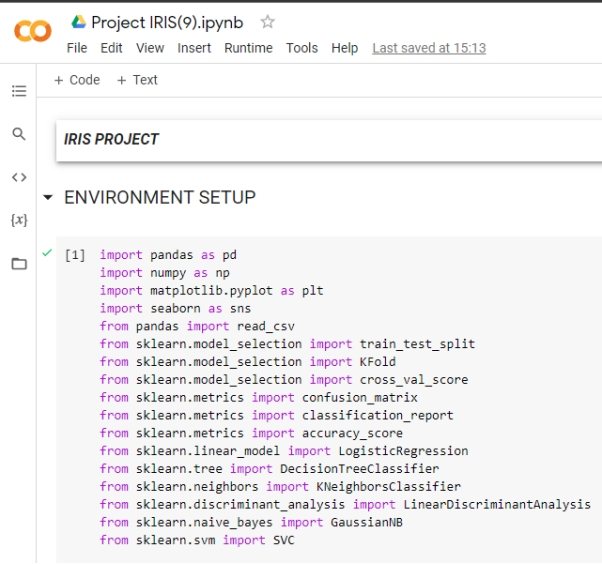 Project IRIS(9).ipynb
File Edit View Insert Runtime Tools Help Last saved at 15:13
+ Code + Text
IRIS PROJECT
ENVIRONMENT SETUP
[1] import pandas as pd
import numpy as np
import matplotlib.pyplot as plt
import seaborn as sns
from pandas import read_csv
from sklearn.model_selection import train_test_split
from sklearn.model_selection import KFold
from sklearn.model_selection import cross_val_score
from sklearn.metrics import confusion_matrix
from sklearn.metrics import classification_report
from sklearn.metrics import accuracy_score
from sklearn.linear_model import LogisticRegression
from sklearn.tree import DecisionTreeClassifier
from sklearn.neighbors import KNeighborsClassifier
from sklearn.discriminant_analysis import LinearDiscriminantAnalysis
from sklearn.naive_bayes import GaussianNB
from sklearn.svm import SVC